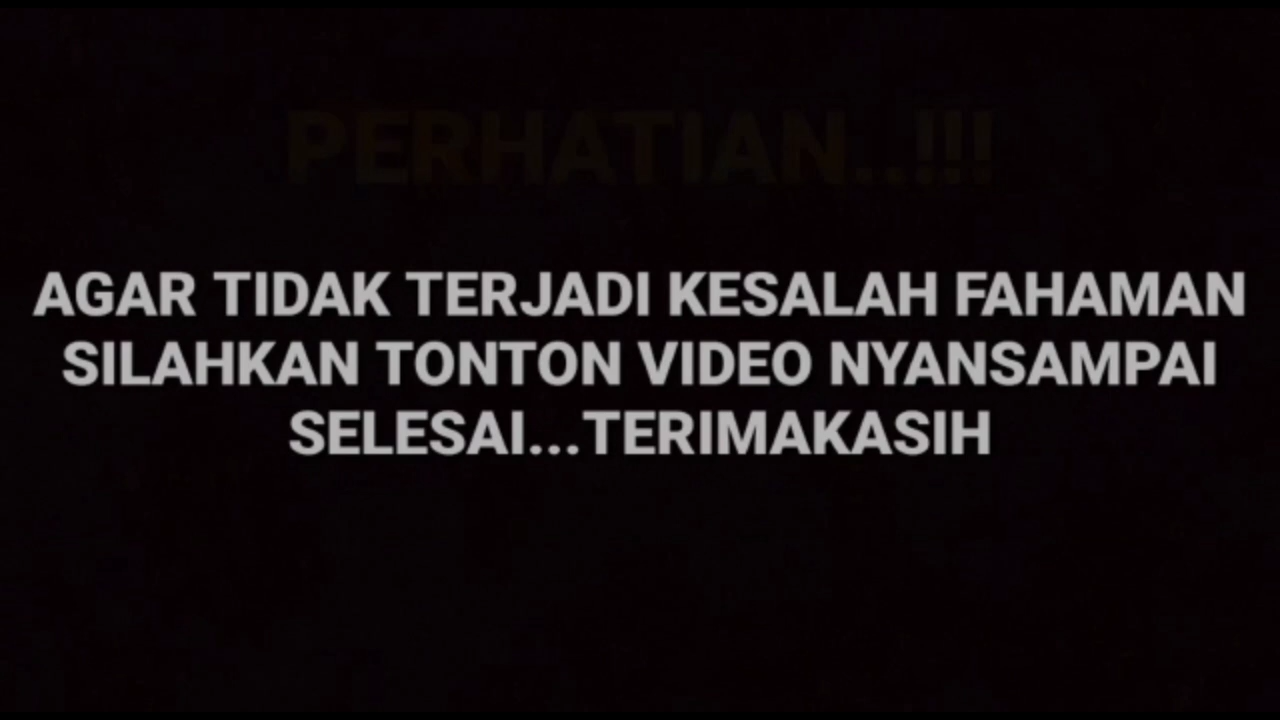 PERHATIAN..!!!
AGAR TIDAK TERJADI KESALAH FAHAMAN
SILAHKAN TONTON VIDEO NYANSAMPAI
SELESAI...TERIMAKASIH